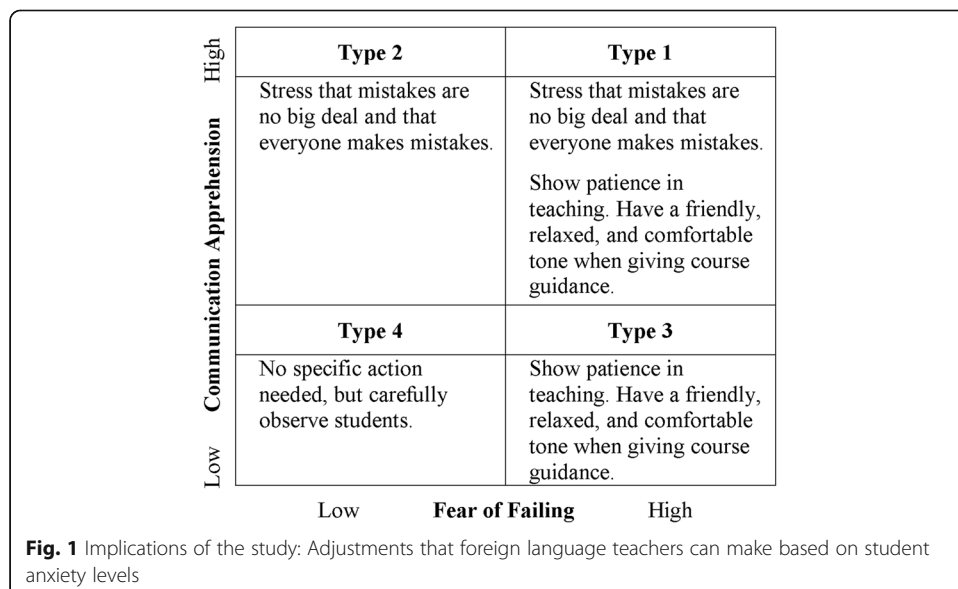 High
Communication Apprehension
Low
Type 2
Stress that mistakes are
no big deal and that
everyone makes mistakes.
Type 1
Stress that mistakes are
no big deal and that
everyone makes mistakes.
Show patience in
teaching. Have a friendly,
relaxed, and comfortable
tone when giving course
guidance.
Type 4
No specific action
needed, but carefully
observe students.
Type 3
Show patience in
teaching. Have a friendly,
relaxed, and comfortable
tone when giving course
guidance.
Low Fear of Failing High
Fig. 1 Implications of the study: Adjustments that foreign language teachers can make based on student
anxiety levels